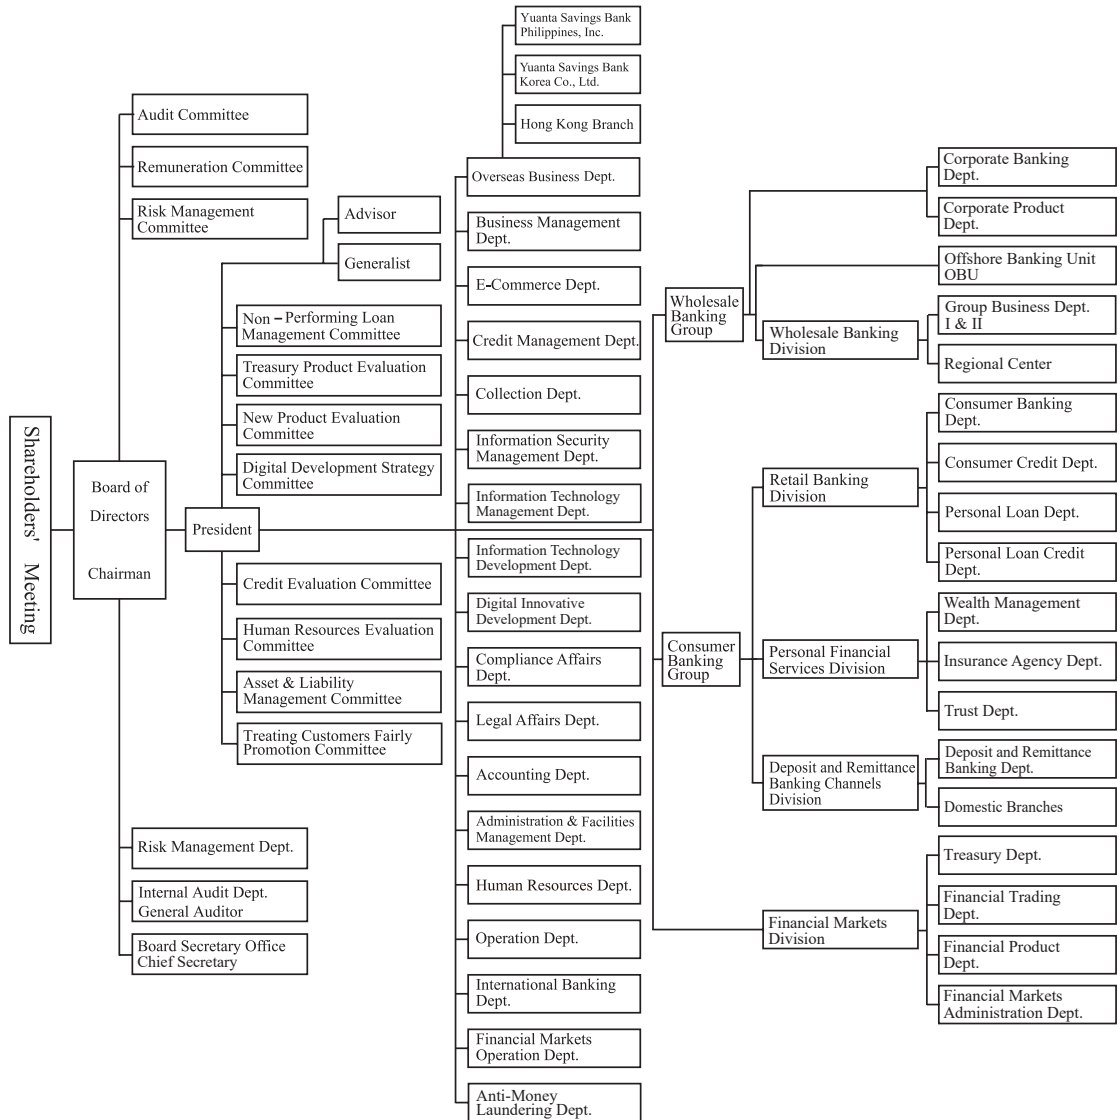 Shareholders' Meeting
Board of
Directors
Chairman
Audit Committee
Remuneration Committee
Risk Management
Committee
Risk Management Dept.
Internal Audit Dept.
General Auditor
Board Secretary Office
Chief Secretary
President
Advisor
Generalist
Non - Performing Loan
Management Committee
Treasury Product Evaluation
Committee
New Product Evaluation
Committee
Digital Development Strategy
Committee
Credit Evaluation Committee
Human Resources Evaluation
Committee
Asset & Liability
Management Committee
Treating Customers Fairly
Promotion Committee
Yuanta Savings Bank
Philippines, Inc.
Yuanta Savings Bank
Korea Co., Ltd.
Hong Kong Branch
Overseas Business Dept.
Business Management
Dept.
E-Commerce Dept.
Credit Management Dept.
Collection Dept.
Information Security
Management Dept.
Information Technology
Management Dept.
Information Technology
Development Dept.
Digital Innovative
Development Dept.
Compliance Affairs
Dept.
Legal Affairs Dept.
Accounting Dept.
Administration & Facilities
Management Dept.
Human Resources Dept.
Operation Dept.
International Banking
Dept.
Financial Markets
Operation Dept.
Anti-Money
Laundering Dept.
Wholesale
Banking
Group
Corporate Banking
Dept.
Corporate Product
Dept.
Offshore Banking Unit
OBU
Wholesale Banking
Division
Group Business Dept.
I & II
Regional Center
Consumer
Banking
Group
Retail Banking
Division
Consumer Banking
Dept.
Consumer Credit Dept.
Personal Loan Dept.
Personal Loan Credit
Dept.
Personal Financial
Services Division
Wealth Management
Dept.
Insurance Agency Dept.
Trust Dept.
Deposit and Remittance
Banking Channels
Division
Deposit and Remittance
Banking Dept.
Domestic Branches
Financial Markets
Division
Treasury Dept.
Financial Trading
Dept.
Financial Product
Dept.
Financial Markets
Administration Dept.